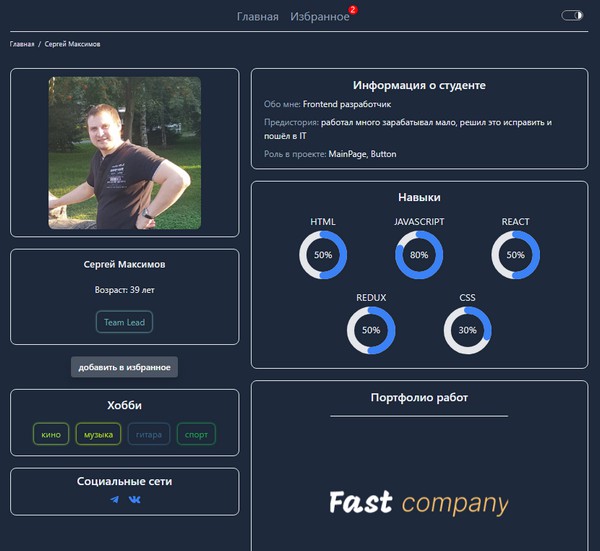 Главная Избранное 2
Главная / Сергей Максимов
Сергей Максимов
Возраст: 39 лет
Team Lead
добавить в избранное
Хобби
кино музыка гитара спорт
Социальные сети
Информация о студенте
Обо мне: Frontend разработчик
Предистория: работал много зарабатывал мало, решил это исправить и
пошёл в IT
Роль в проекте: MainPage, Button
Навыки
HTML JAVASCRIPT REACT
50% 80% 50%
REDUX CSS
50% 30%
Портфолио работ
Fast company